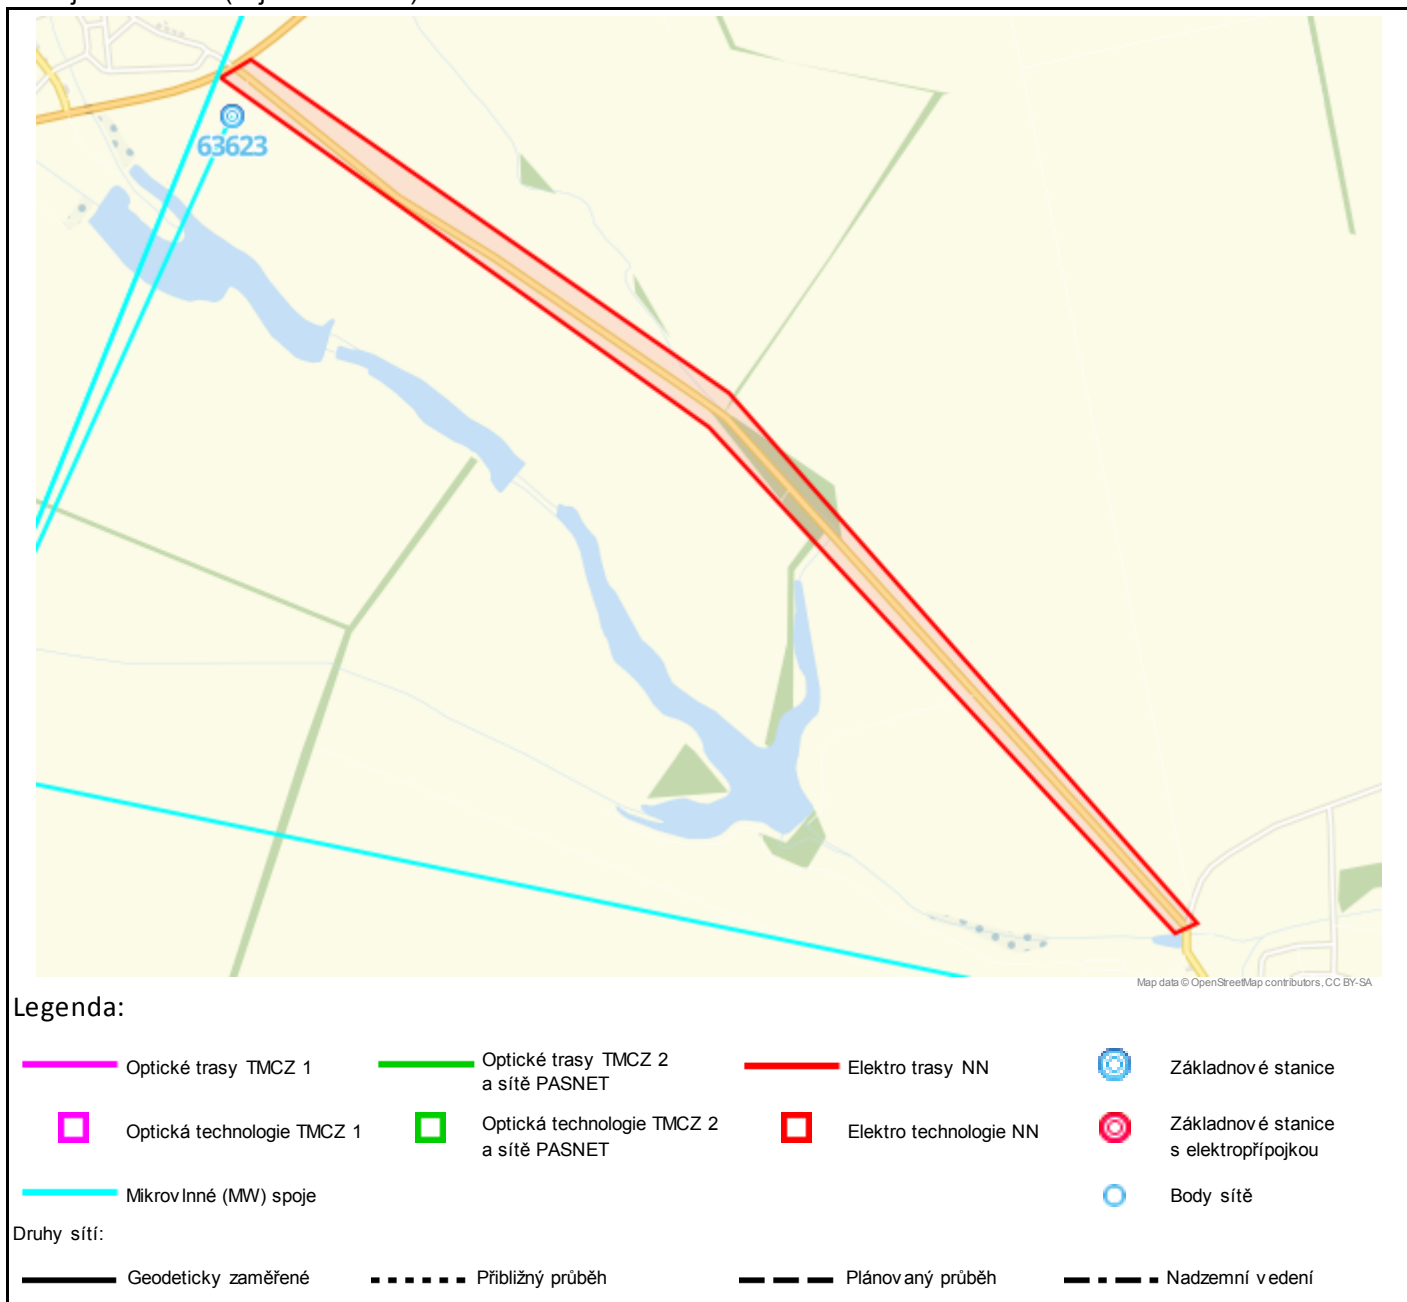 63623
Map data © OpenStreetMap contributors, CC BY-SA
Legenda:
Optické trasy TMCZ 1
Optické trasy TMCZ 2
a sítě PASNET
Elektro trasy NN
Základnové stanice
Optická technologie TMCZ 1
Optická technologie TMCZ 2
a sítě PASNET
Elektro technologie NN
Základnové stanice
s elektropřípojkou
Mikrovlnné (MW) spoje
Body sítě
Druhy sítí:
Geodeticky zaměřené
Přibližný průběh
Plánovaný průběh
Nadzemní vedení